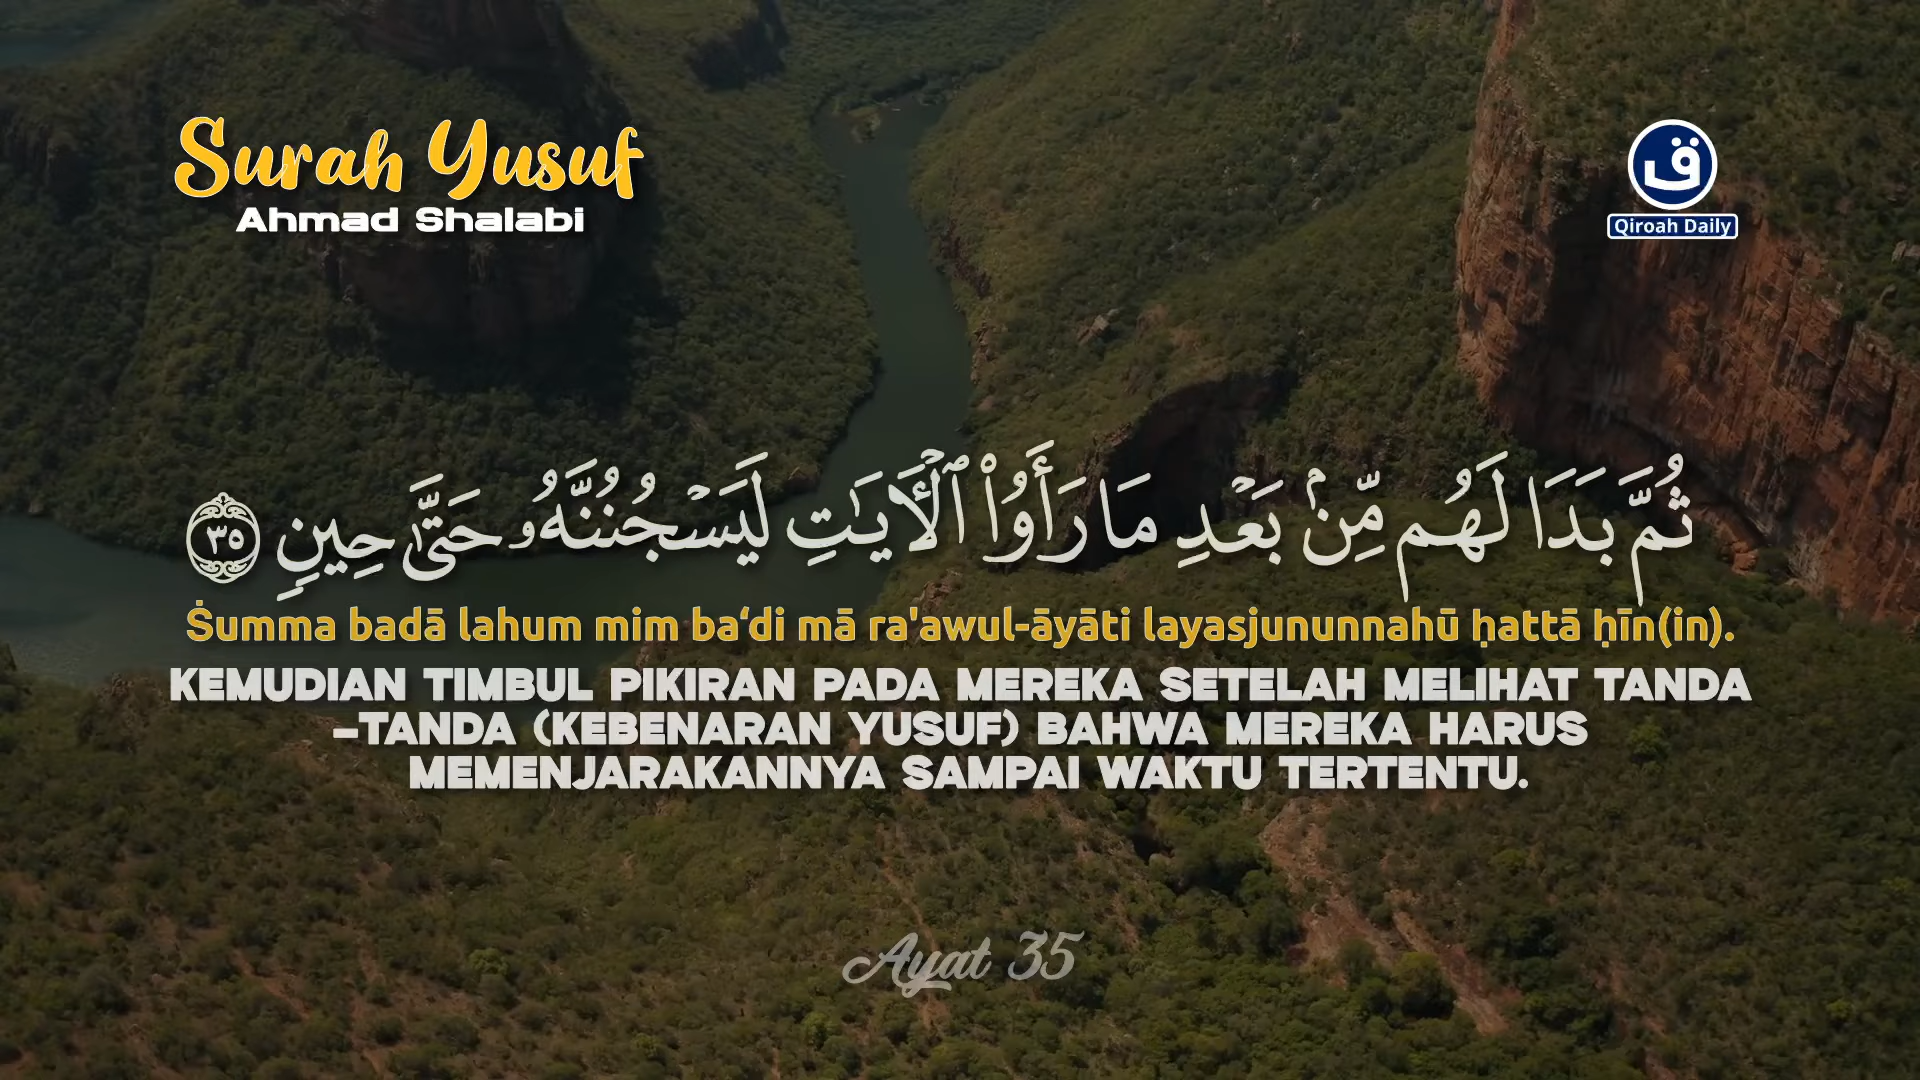 Surah Yusuf
Ahmad Shalabi
ق
Qiroah Daily
ثُمَّ بَدَا لَهُم مِّنۢ بَعْدِ مَا رَأَوُا۟ ٱلْـَٔايَـٰتِ لَيَسْجُنُنَّهُۥ حَتَّىٰ حِينٍ ٣٥
Ṡumma badā lahum mim ba‘di mā ra'awul-āyāti layasjununnahū ḥattā ḥīn(in).
KEMUDIAN TIMBUL PIKIRAN PADA MEREKA SETELAH MELIHAT TANDA
-TANDA (KEBENARAN YUSUF) BAHWA MEREKA HARUS
MEMENJARAKANNYA SAMPAI WAKTU TERTENTU.
Ayat 35